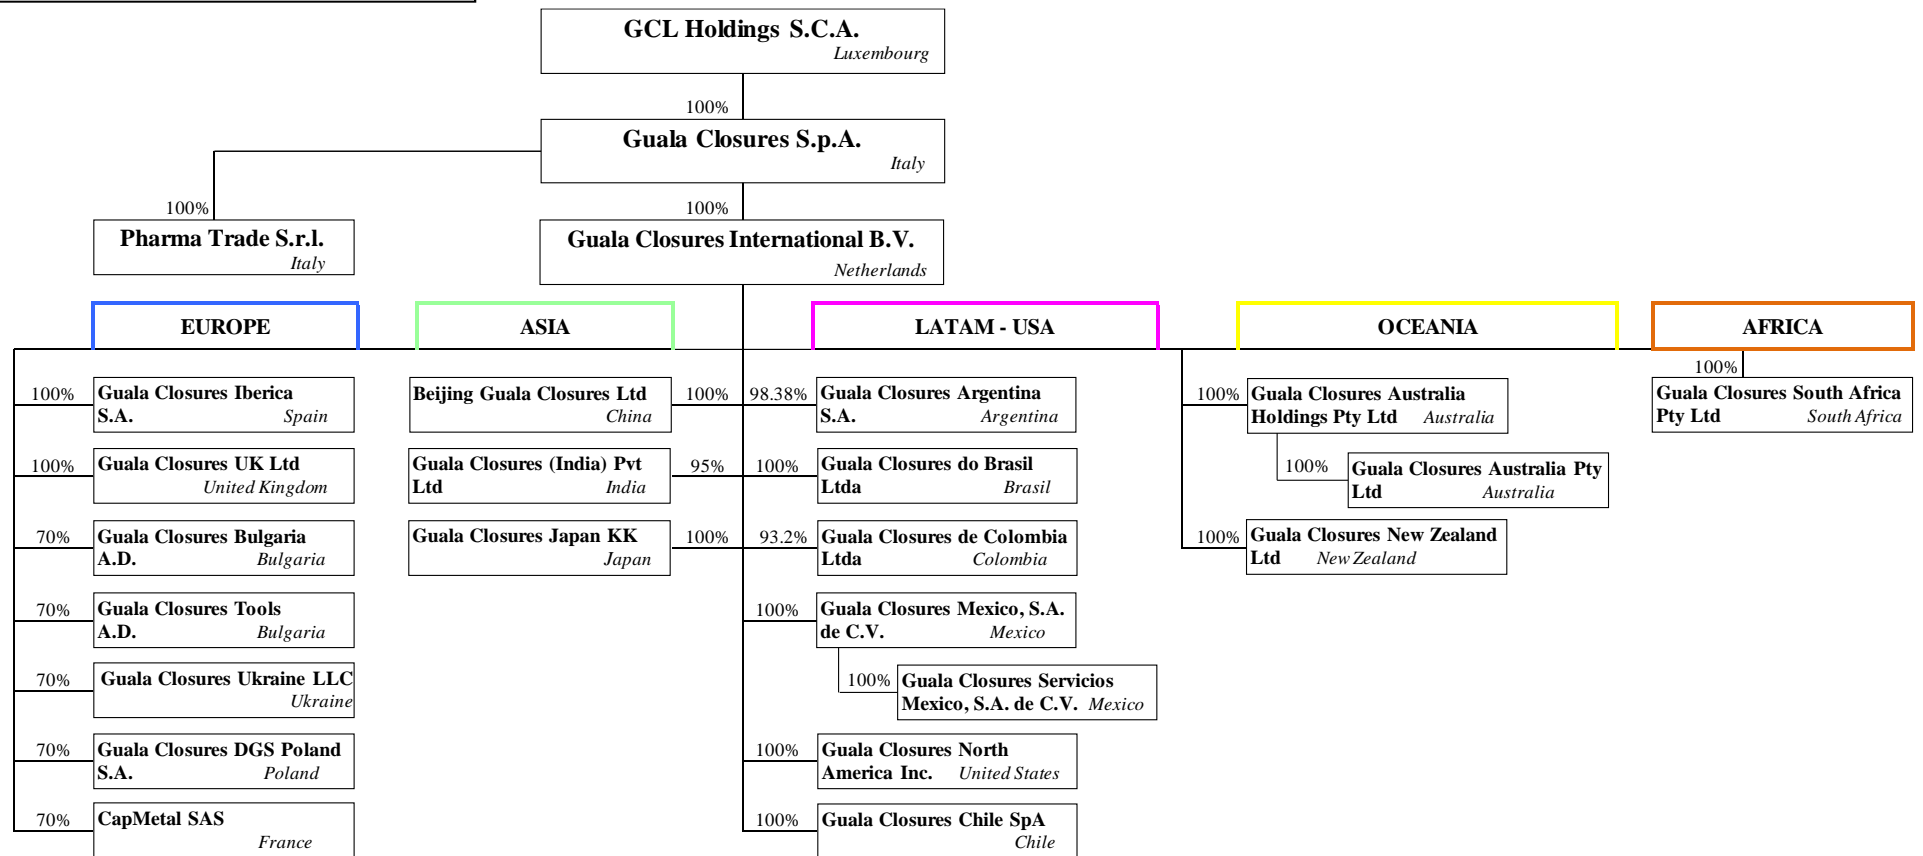 GCL Holdings S.C.A.
Luxembourg
100%
Guala Closures S.p.A.
Italy
100%
100%
Pharma Trade S.r.l.
Italy
Guala Closures International B.V.
Netherlands
EUROPE
ASIA
LATAM - USA
OCEANIA
AFRICA
100%
Guala Closures Iberica
S.A. Spain
100%
Guala Closures UK Ltd
United Kingdom
70%
Guala Closures Bulgaria
A.D. Bulgaria
70%
Guala Closures Tools
A.D. Bulgaria
70%
Guala Closures Ukraine LLC
Ukraine
70%
Guala Closures DGS Poland
S.A. Poland
70%
CapMetal SAS
France
Beijing Guala Closures Ltd
China
100%
Guala Closures (India) Pvt
Ltd India
95%
Guala Closures Japan KK
Japan
100%
98.38%
Guala Closures Argentina
S.A. Argentina
100%
Guala Closures do Brasil
Ltda Brasil
93.2%
Guala Closures de Colombia
Ltda Colombia
100%
Guala Closures Mexico, S.A.
de C.V. Mexico
100%
Guala Closures Servicios
Mexico, S.A. de C.V. Mexico
100%
Guala Closures North
America Inc. United States
100%
Guala Closures Chile SpA
Chile
100%
Guala Closures Australia
Holdings Pty Ltd Australia
100%
Guala Closures Australia Pty
Ltd Australia
100%
Guala Closures New Zealand
Ltd New Zealand
100%
Guala Closures South Africa
Pty Ltd South Africa